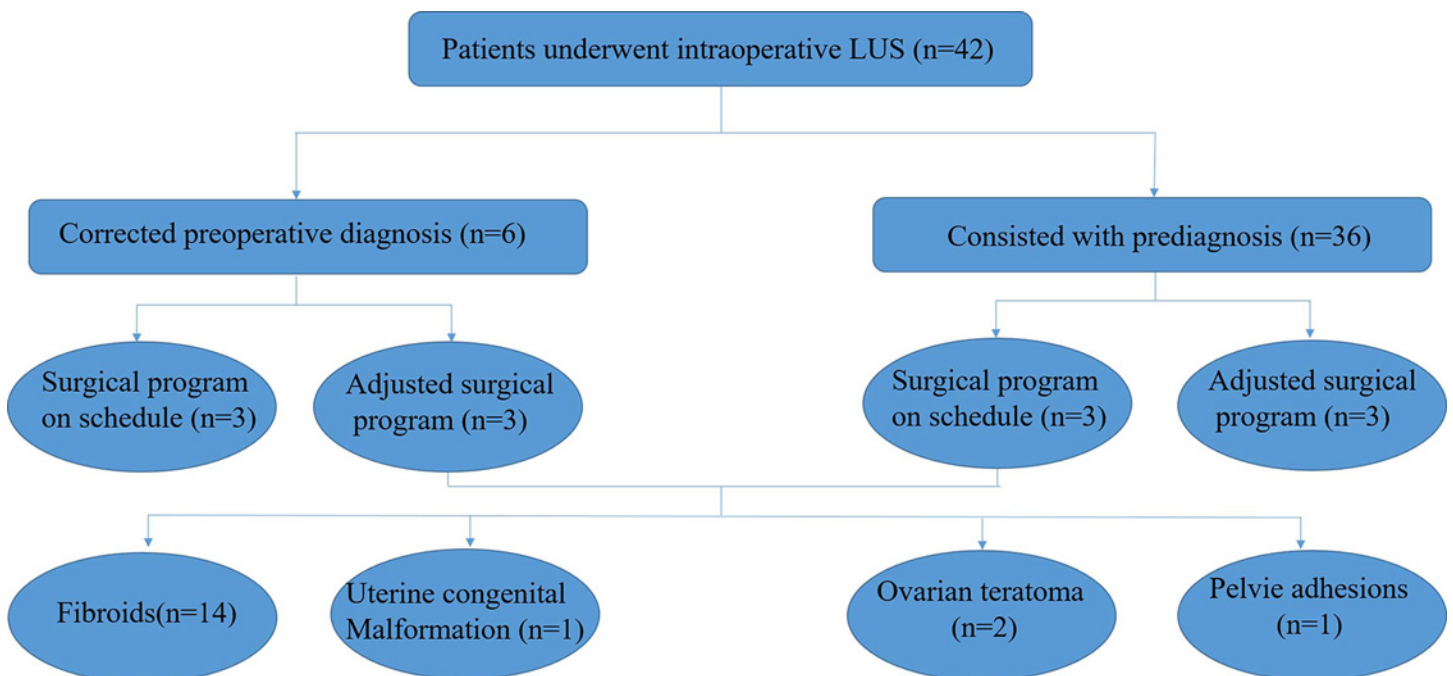 Patients underwent intraoperative LUS (n=42)
Corrected preoperative diagnosis (n=6)
Consisted with prediagnosis (n=36)
Surgical program
on schedule (n=3)
Adjusted surgical
program (n=3)
Surgical program
on schedule (n=3)
Adjusted surgical
program (n=3)
Fibroids(n=14)
Uterine congenital
Malformation (n=1)
Ovarian teratoma
(n=2)
Pelvie adhesions
(n=1)